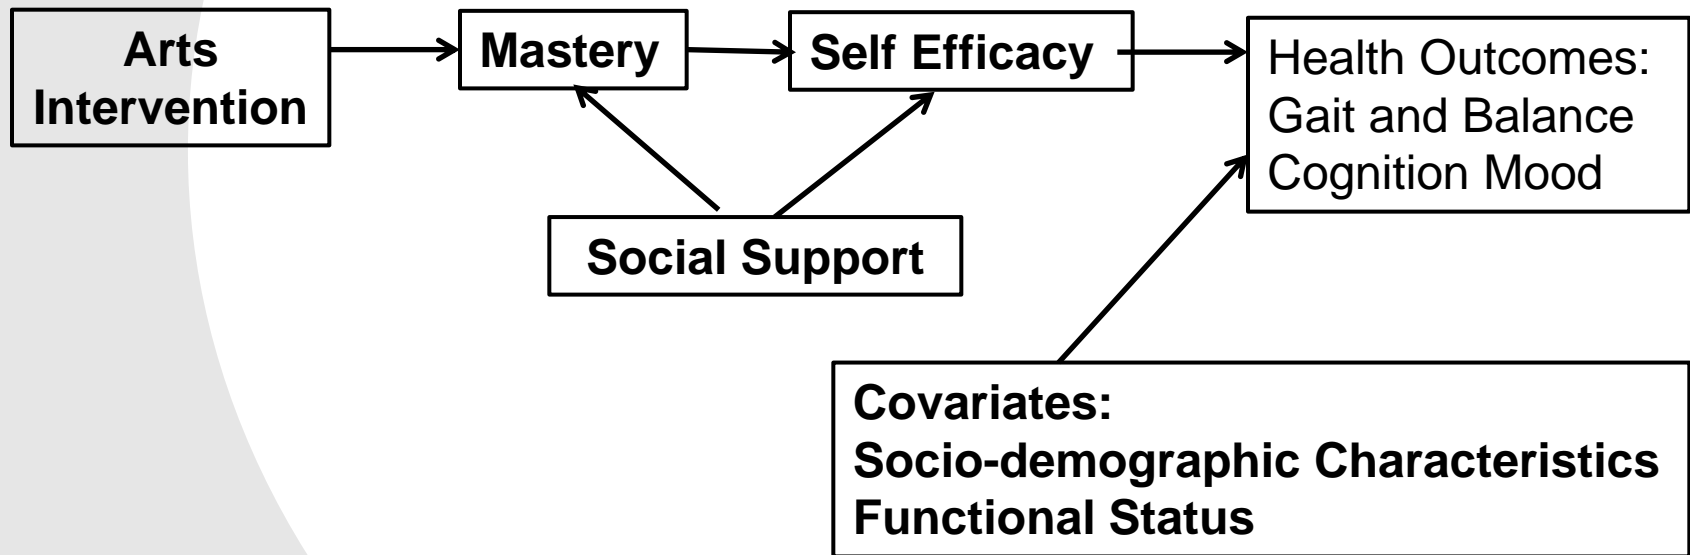 Arts
Intervention
Mastery
Self Efficacy
Health Outcomes:
Gait and Balance
Cognition Mood
Social Support
Covariates:
Socio-demographic Characteristics
Functional Status